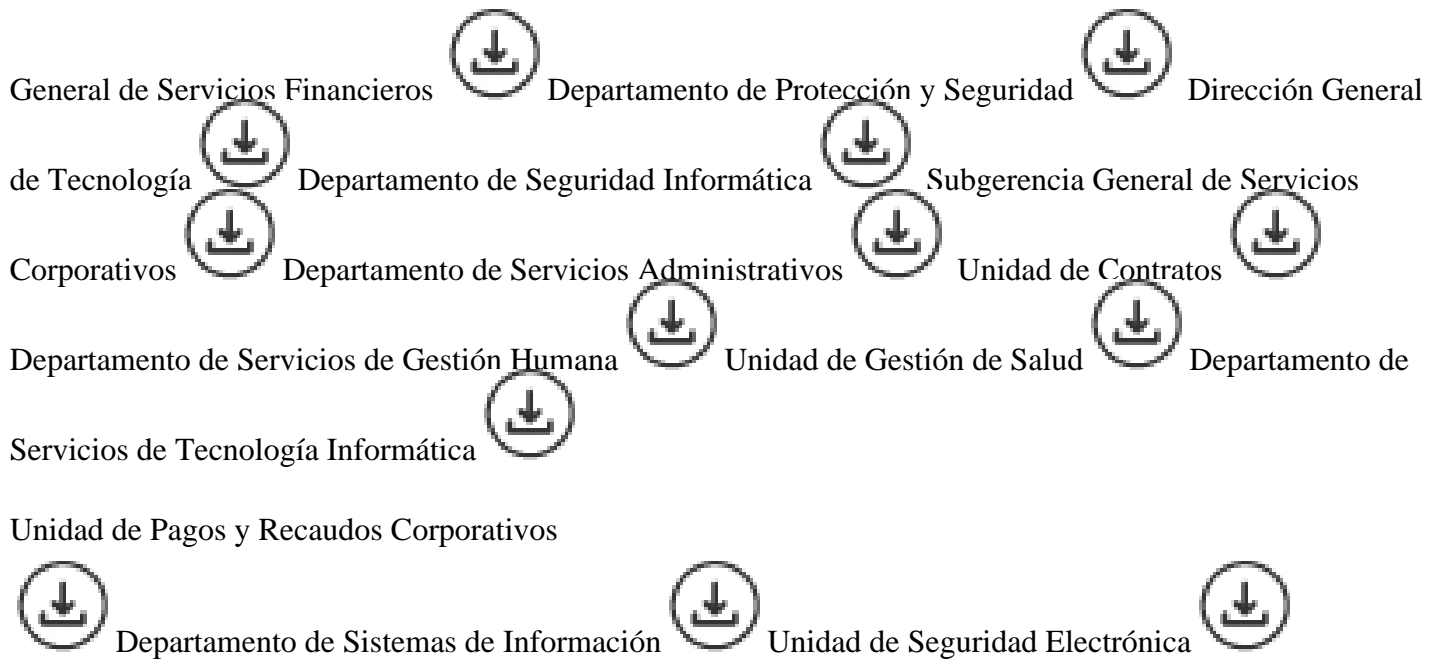 General de Servicios Financieros Departamento de Protección y Seguridad Dirección General
de Tecnología Departamento de Seguridad Informática Subgerencia General de Servicios
Corporativos Departamento de Servicios Administrativos Unidad de Contratos
Departamento de Servicios de Gestión Humana Unidad de Gestión de Salud Departamento de
Servicios de Tecnología Informática
Unidad de Pagos y Recaudos Corporativos
Departamento de Sistemas de Información Unidad de Seguridad Electrónica